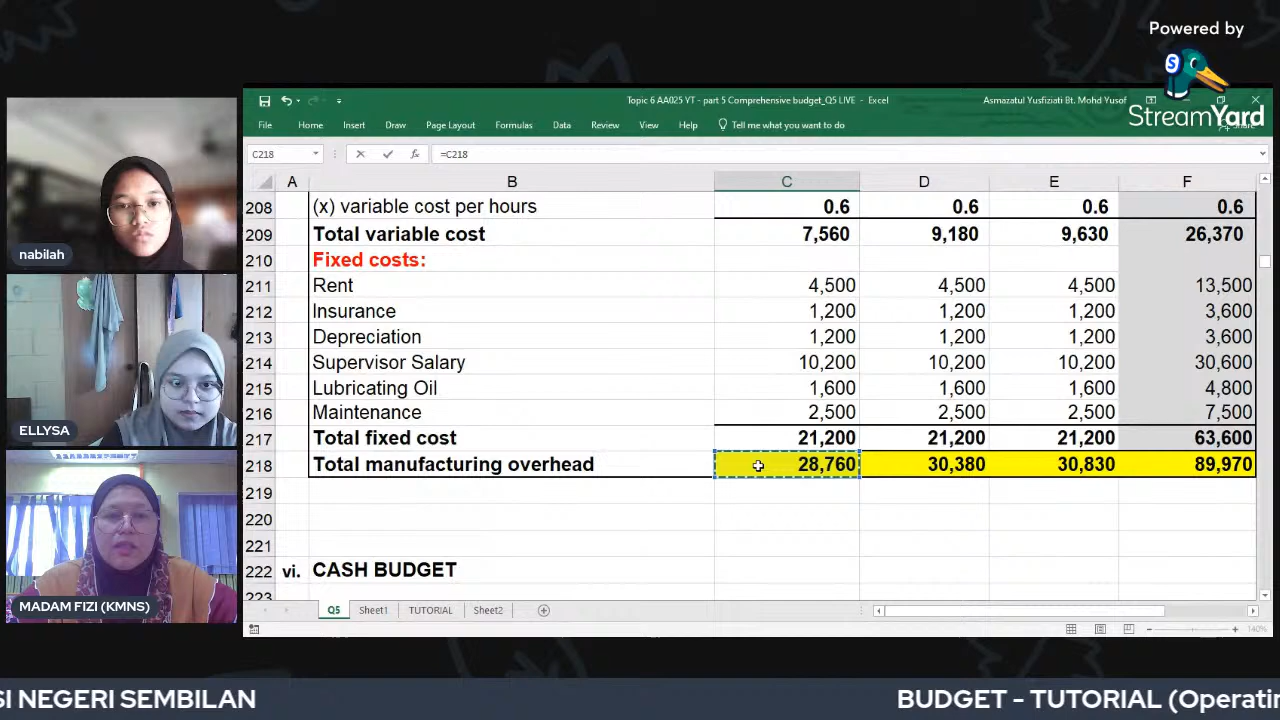 Powered by
StreamYard
Topic 6 AA025 VT - part 5 Comprehensive budget_Q5 LIVE - Excel
Asmazatul Yusfiziati Bt. Mohd Yusof
File Home Insert Draw Page Layout Formulas Data Review View Help Tell me what you want to do
C218 =C218
A B C D E F
208 (x) variable cost per hours 0.6 0.6 0.6 0.6
209 Total variable cost 7,560 9,180 9,630 26,370
210 Fixed costs:
211 Rent 4,500 4,500 4,500 13,500
212 Insurance 1,200 1,200 1,200 3,600
213 Depreciation 1,200 1,200 1,200 3,600
214 Supervisor Salary 10,200 10,200 10,200 30,600
215 Lubricating Oil 1,600 1,600 1,600 4,800
216 Maintenance 2,500 2,500 2,500 7,500
217 Total fixed cost 21,200 21,200 21,200 63,600
218 Total manufacturing overhead 28,760 30,380 30,830 89,970
219
220
221
222 vi. CASH BUDGET
223
Q5 Sheet1 TUTORIAL Sheet2
140%
nabilah
ELLYSA
MADAM FIZI (KMNS)
SI NEGERI SEMBILAN
BUDGET - TUTORIAL (Operatin